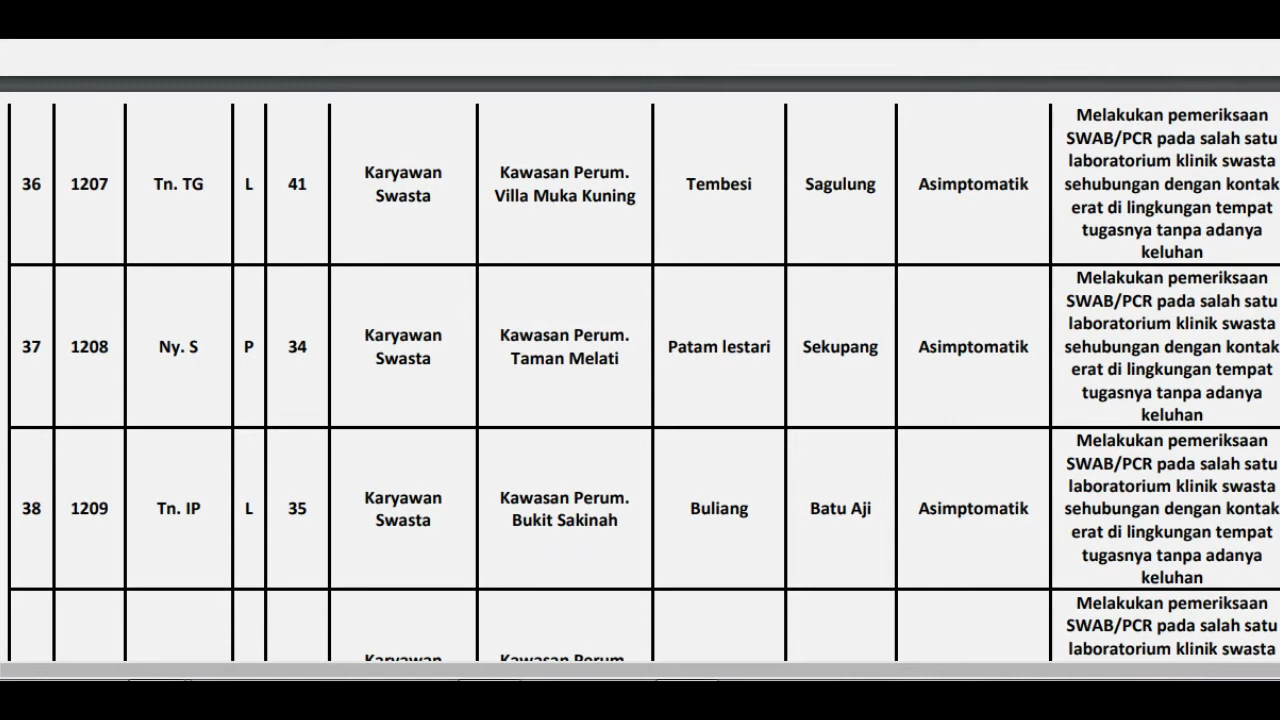 36 1207 Tn. TG L 41 Karyawan Swasta Kawasan Perum. Villa Muka Kuning Tembesi Sagulung Asimptomatik
Melakukan pemeriksaan
SWAB/PCR pada salah satu
laboratorium klinik swasta
sehubungan dengan kontak
erat di lingkungan tempat
tugasnya tanpa adanya
keluhan
37 1208 Ny. S P 34 Karyawan Swasta Kawasan Perum. Taman Melati Patam lestari Sekupang Asimptomatik
Melakukan pemeriksaan
SWAB/PCR pada salah satu
laboratorium klinik swasta
sehubungan dengan kontak
erat di lingkungan tempat
tugasnya tanpa adanya
keluhan
38 1209 Tn. IP L 35 Karyawan Swasta Kawasan Perum. Bukit Sakinah Buliang Batu Aji Asimptomatik
Melakukan pemeriksaan
SWAB/PCR pada salah satu
laboratorium klinik swasta
sehubungan dengan kontak
erat di lingkungan tempat
tugasnya tanpa adanya
keluhan
Karyawan Kawasan Perum.
Melakukan pemeriksaan
SWAB/PCR pada salah satu
laboratorium klinik swasta